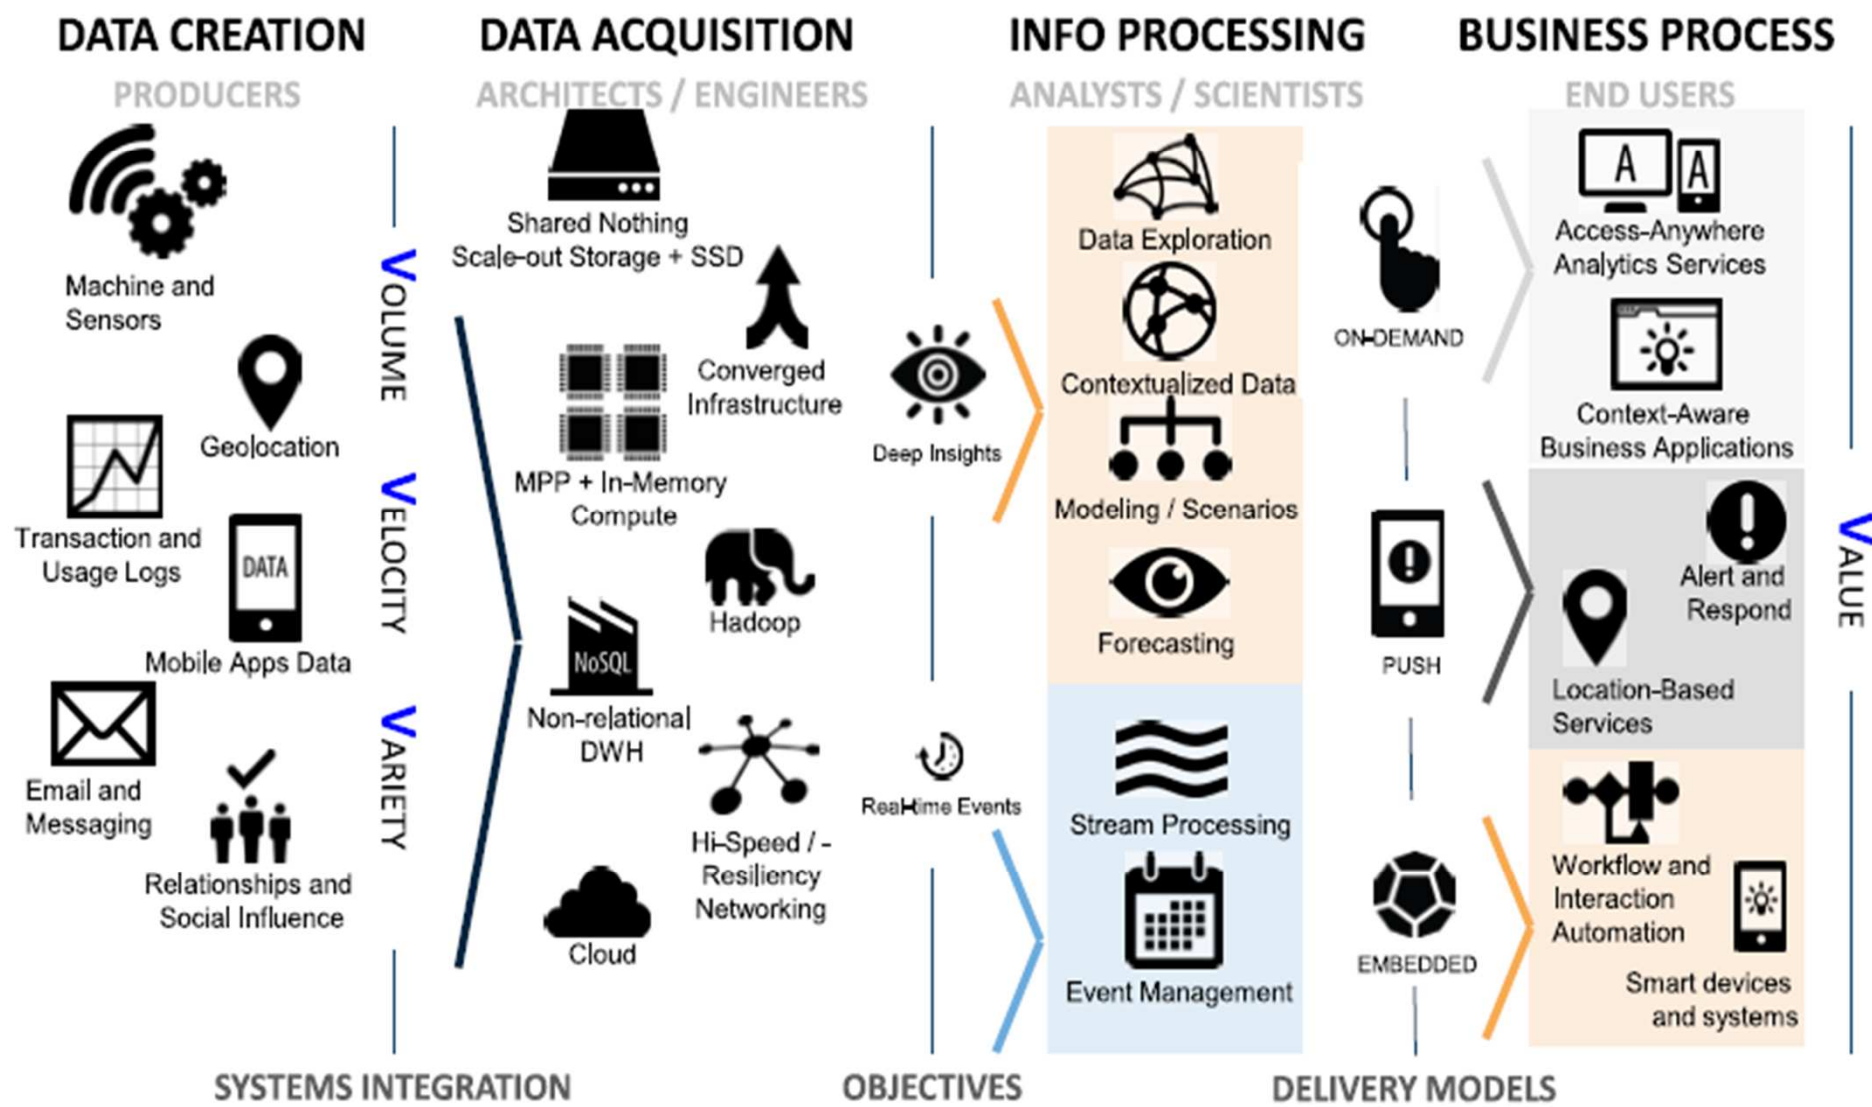 DATA CREATION
PRODUCERS
Machine and
Sensors
Geolocation
Transaction and
Usage Logs
DATA
Mobile Apps Data
Email and
Messaging
Relationships and
Social Influence
VOLUME
VELOCITY
VARIETY
SYSTEMS INTEGRATION
DATA ACQUISITION
ARCHITECTS / ENGINEERS
Shared Nothing
Scale-out Storage + SSD
Converged
Infrastructure
MPP + In-Memory
Compute
Hadoop
NoSQL
Non-relational
DWH
Hi-Speed / -
Resiliency
Networking
Cloud
Deep Insights
Real-time Events
OBJECTIVES
INFO PROCESSING
ANALYSTS / SCIENTISTS
Data Exploration
Contextualized Data
Modeling / Scenarios
Forecasting
Stream Processing
Event Management
ON-DEMAND
PUSH
EMBEDDED
DELIVERY MODELS
BUSINESS PROCESS
END USERS
A
A
Access-Anywhere
Analytics Services
Context-Aware
Business Applications
Alert and
Respond
Location-Based
Services
Workflow and
Interaction
Automation
Smart devices
and systems
VALUE